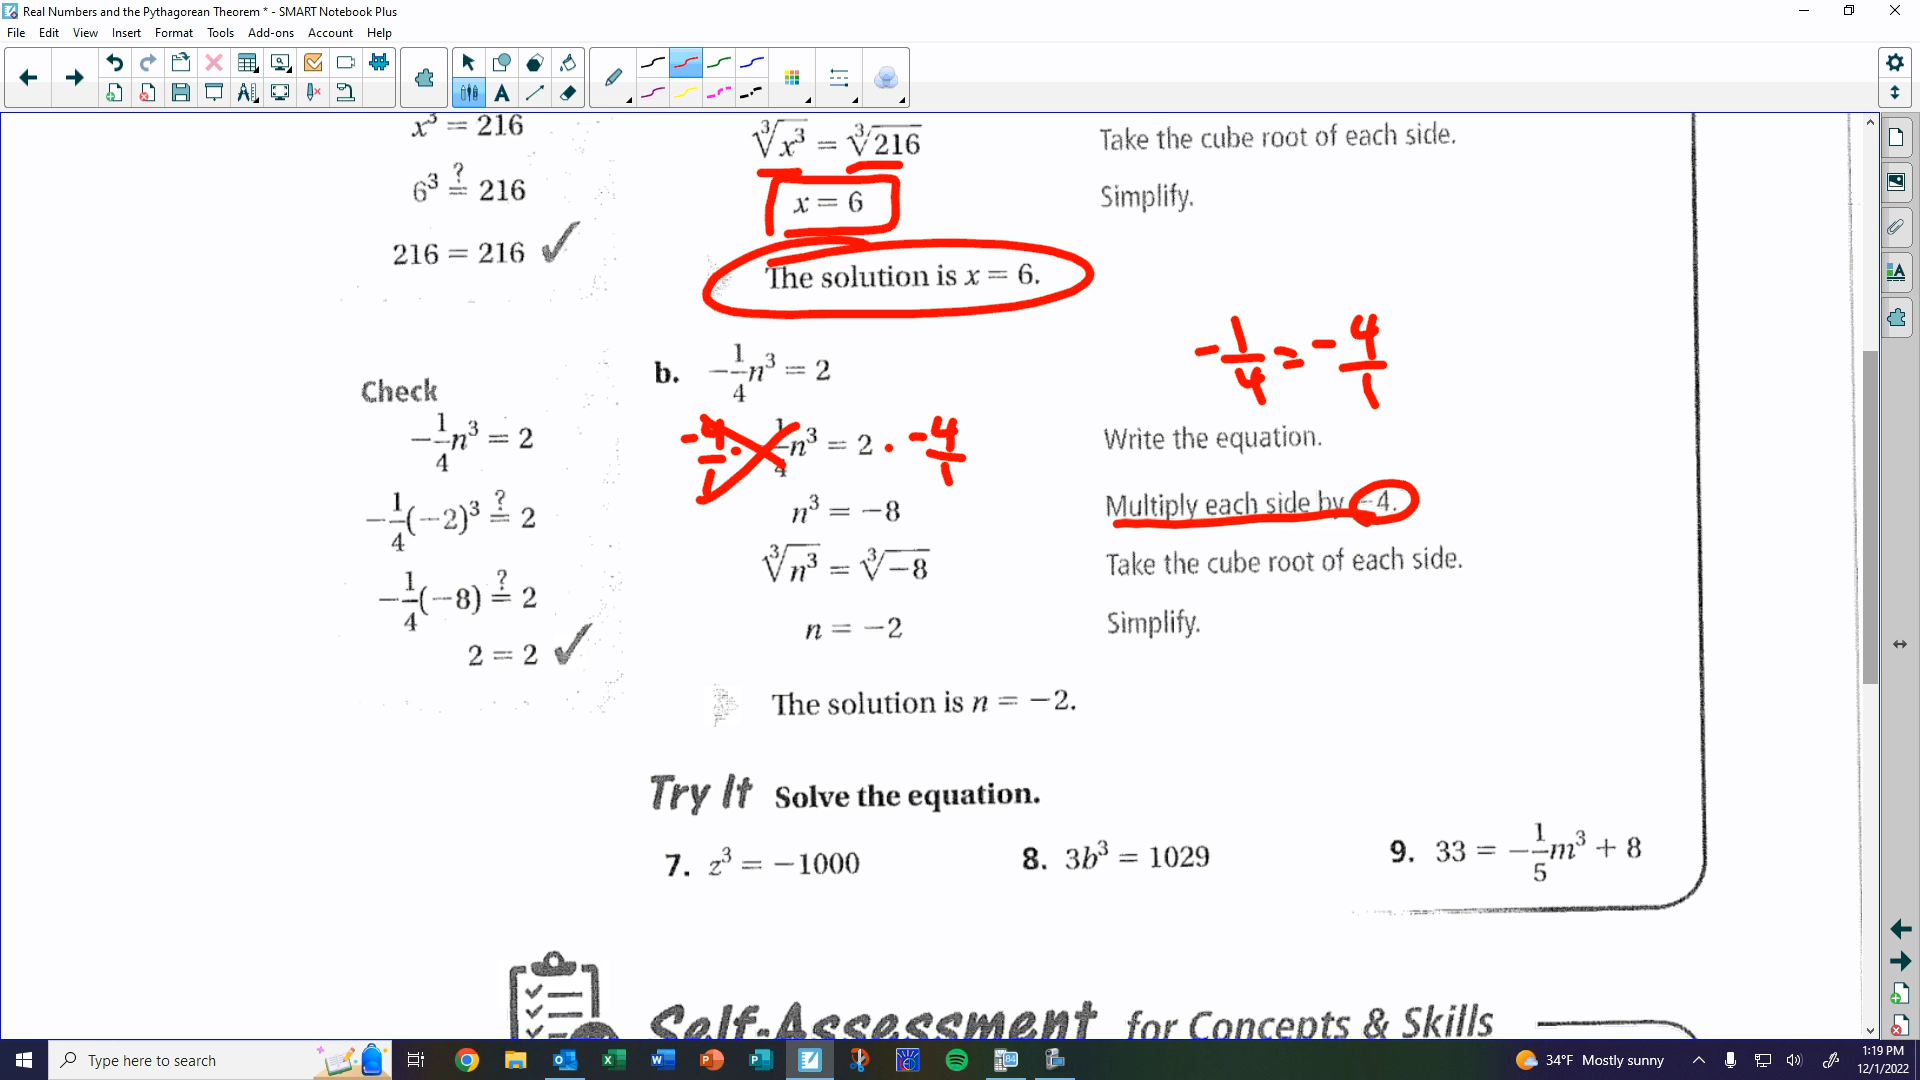 Real Numbers and the Pythagorean Theorem * - SMART Notebook Plus
File Edit View Insert Format Tools Add-ons Account Help
x³ = 216
∛x³ = ∛216
Take the cube root of each side.
6³ ≟ 216
x = 6
Simplify.
216 = 216 ✓
The solution is x = 6.
-1/4 = -4/1
b. -1/4 n³ = 2
Check
-1/4 n³ = 2
-4/1 · 1/4 n³ = 2 · -4/1
Write the equation.
-1/4(-2)³ ≟ 2
n³ = -8
Multiply each side by -4.
∛n³ = ∛-8
Take the cube root of each side.
-1/4(-8) ≟ 2
n = -2
Simplify.
2 = 2 ✓
The solution is n = -2.
Try It Solve the equation.
7. z³ = -1000
8. 3b³ = 1029
9. 33 = -1/5 m³ + 8
Self-Assessment for Concepts & Skills
Type here to search
84
34°F Mostly sunny
1:19 PM
12/1/2022